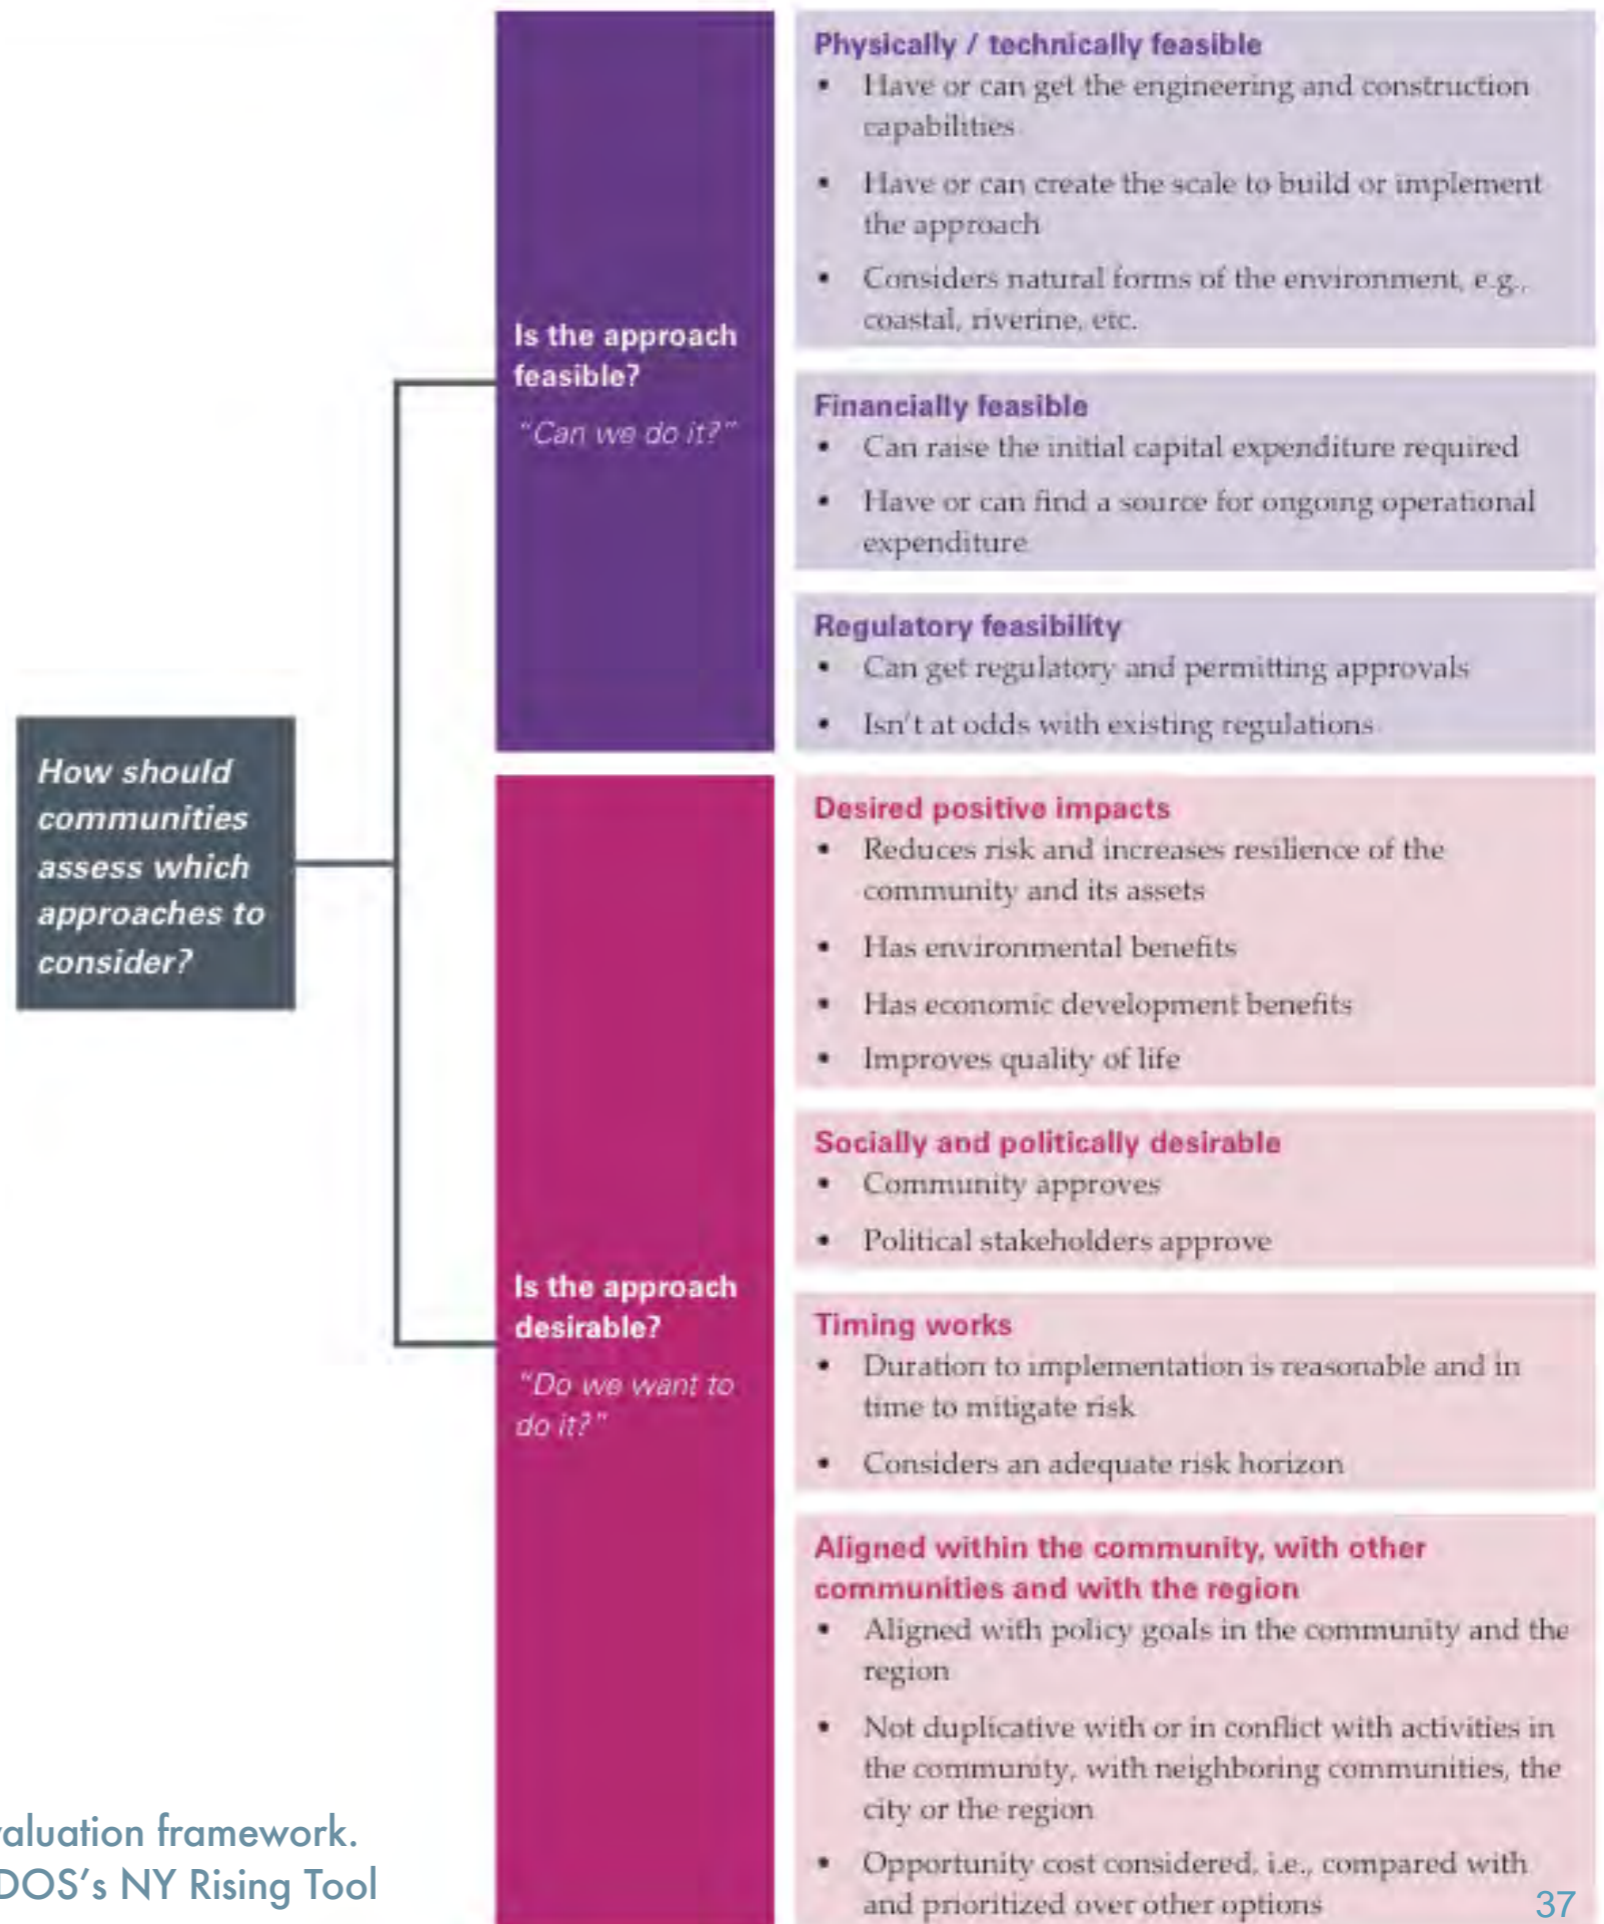 How should
communities
assess which
approaches to
consider?
Is the approach
feasible?
"Can we do it?"
Physically / technically feasible
• Have or can get the engineering and construction
capabilities
• Have or can create the scale to build or implement
the approach
• Considers natural forms of the environment, e.g.,
coastal, riverine, etc.
Financially feasible
• Can raise the initial capital expenditure required
• Have or can find a source for ongoing operational
expenditure
Regulatory feasibility
• Can get regulatory and permitting approvals
• Isn't at odds with existing regulations
Is the approach
desirable?
"Do we want to
do it?"
Desired positive impacts
• Reduces risk and increases resilience of the
community and its assets
• Has environmental benefits
• Has economic development benefits
• Improves quality of life
Socially and politically desirable
• Community approves
• Political stakeholders approve
Timing works
• Duration to implementation is reasonable and in
time to mitigate risk
• Considers an adequate risk horizon
Aligned within the community, with other
communities and with the region
• Aligned with policy goals in the community and the
region
• Not duplicative with or in conflict with activities in
the community, with neighboring communities, the
city or the region
• Opportunity cost considered, i.e., compared with
and prioritized over other options
valuation framework.
DOS's NY Rising Tool
37